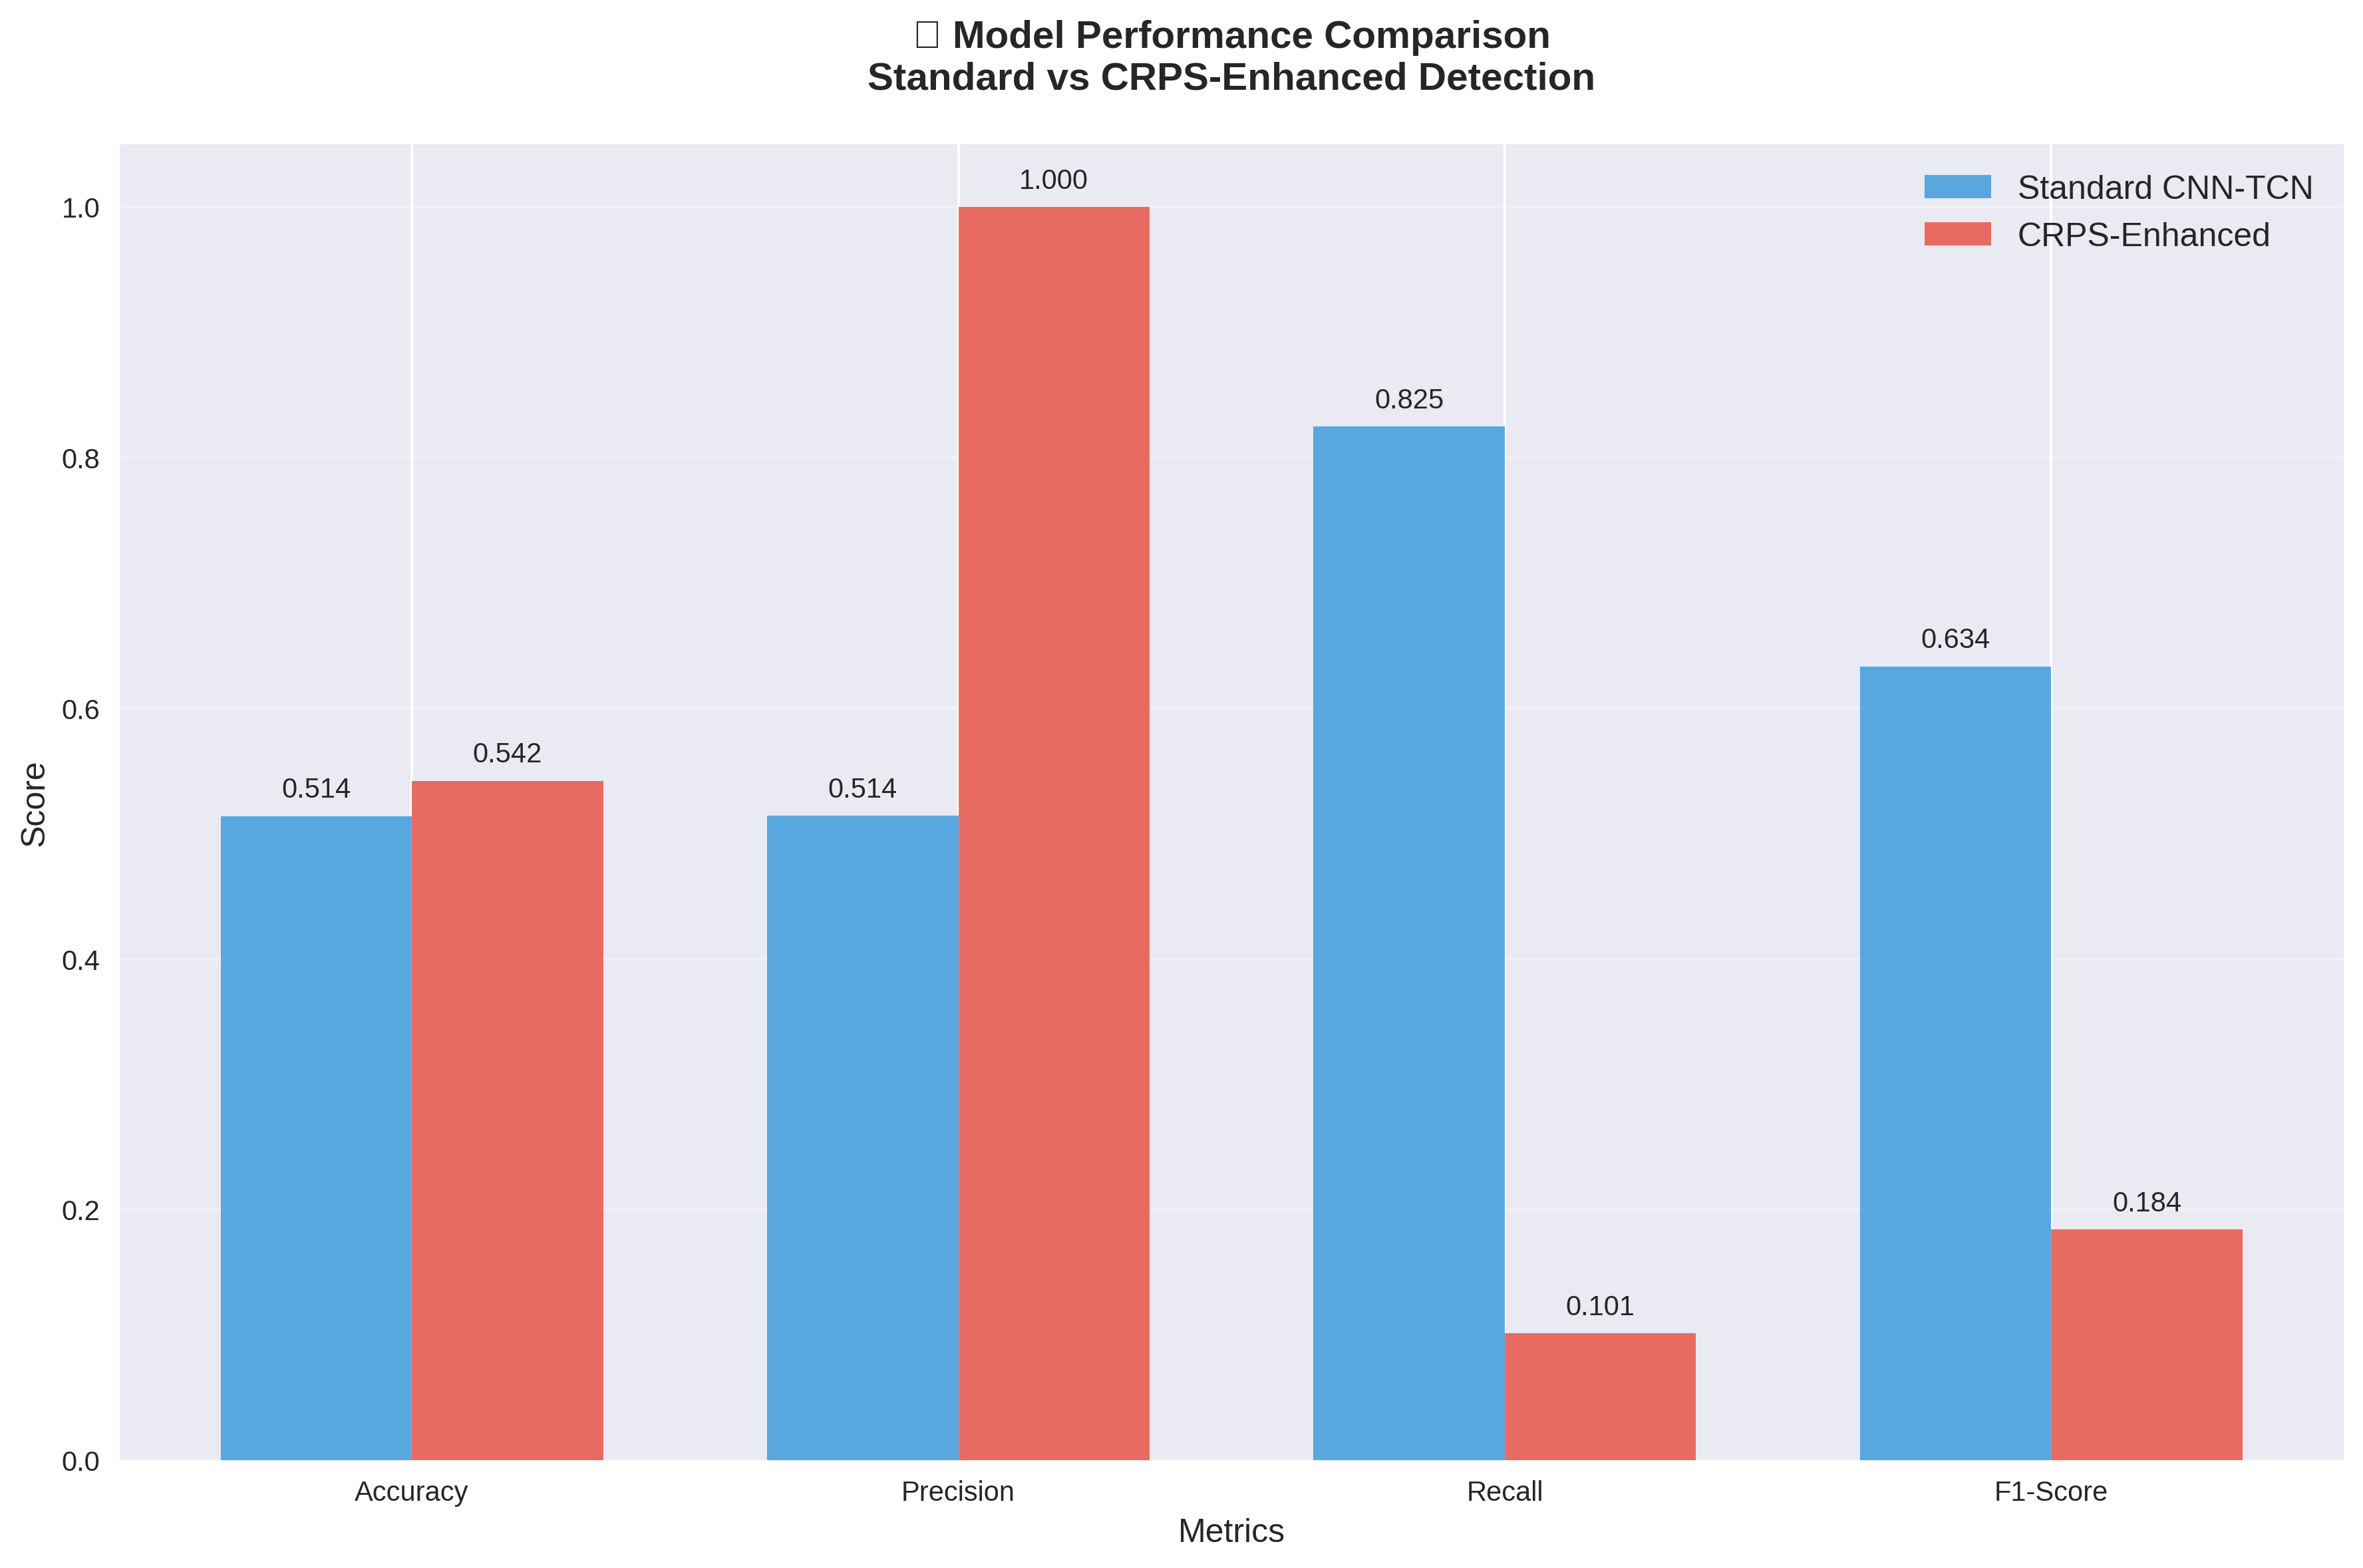 Model Performance Comparison
Standard vs CRPS-Enhanced Detection
Standard CNN-TCN
CRPS-Enhanced
Score
1.0
0.8
0.6
0.4
0.2
0.0
0.514
0.542
0.514
1.000
0.825
0.101
0.634
0.184
Accuracy
Precision
Recall
F1-Score
Metrics